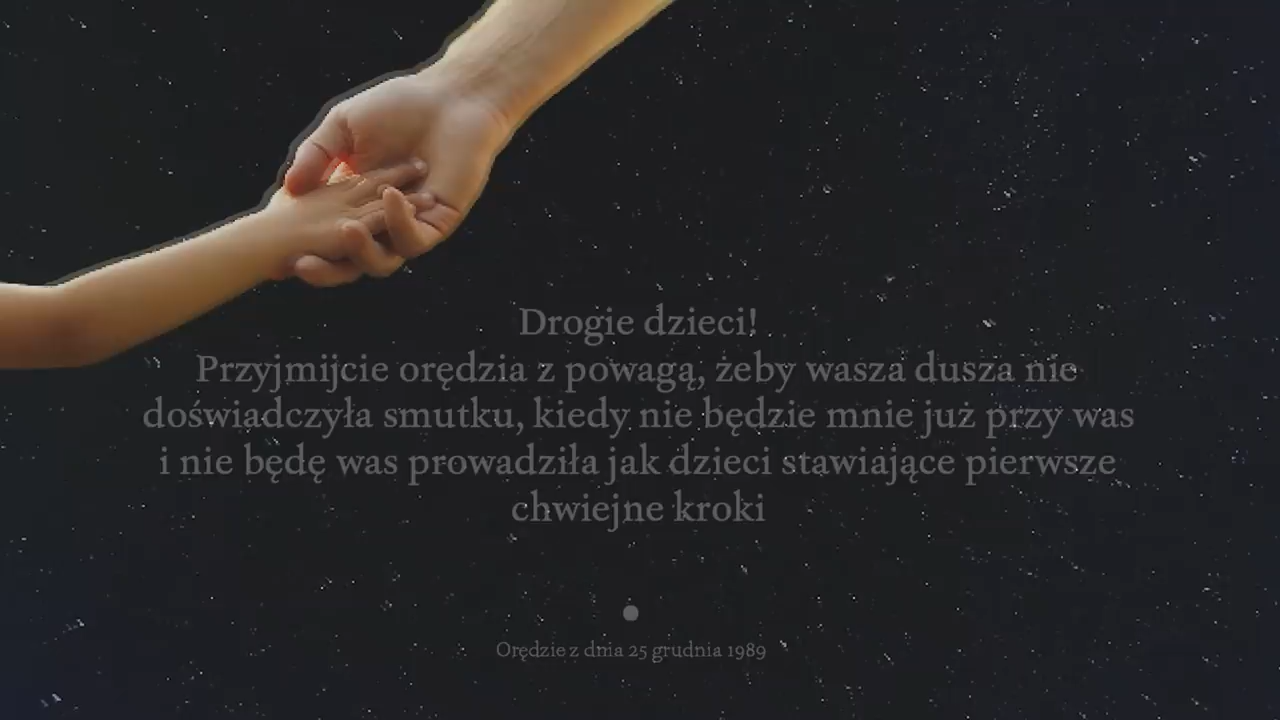 Drogie dzieci!
Przyjmijcie orędzia z powagą, żeby wasza dusza nie
doświadczyła smutku, kiedy nie będzie mnie już przy was
i nie będę was prowadziła jak dzieci stawiające pierwsze
chwiejne kroki
Orędzie z dnia 25 grudnia 1989